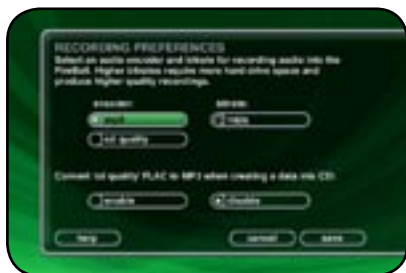 RECORDING PREFERENCES
Select an audio encoder and bitrate for recording audio into the
FireBall. Higher bitrates require more hard drive space and
produce higher quality recordings.
encoder: bitrate:
cd quality
Convert 'cd quality' FLAC to MP3 when creating a data mix CD:
enable disable
help cancel save